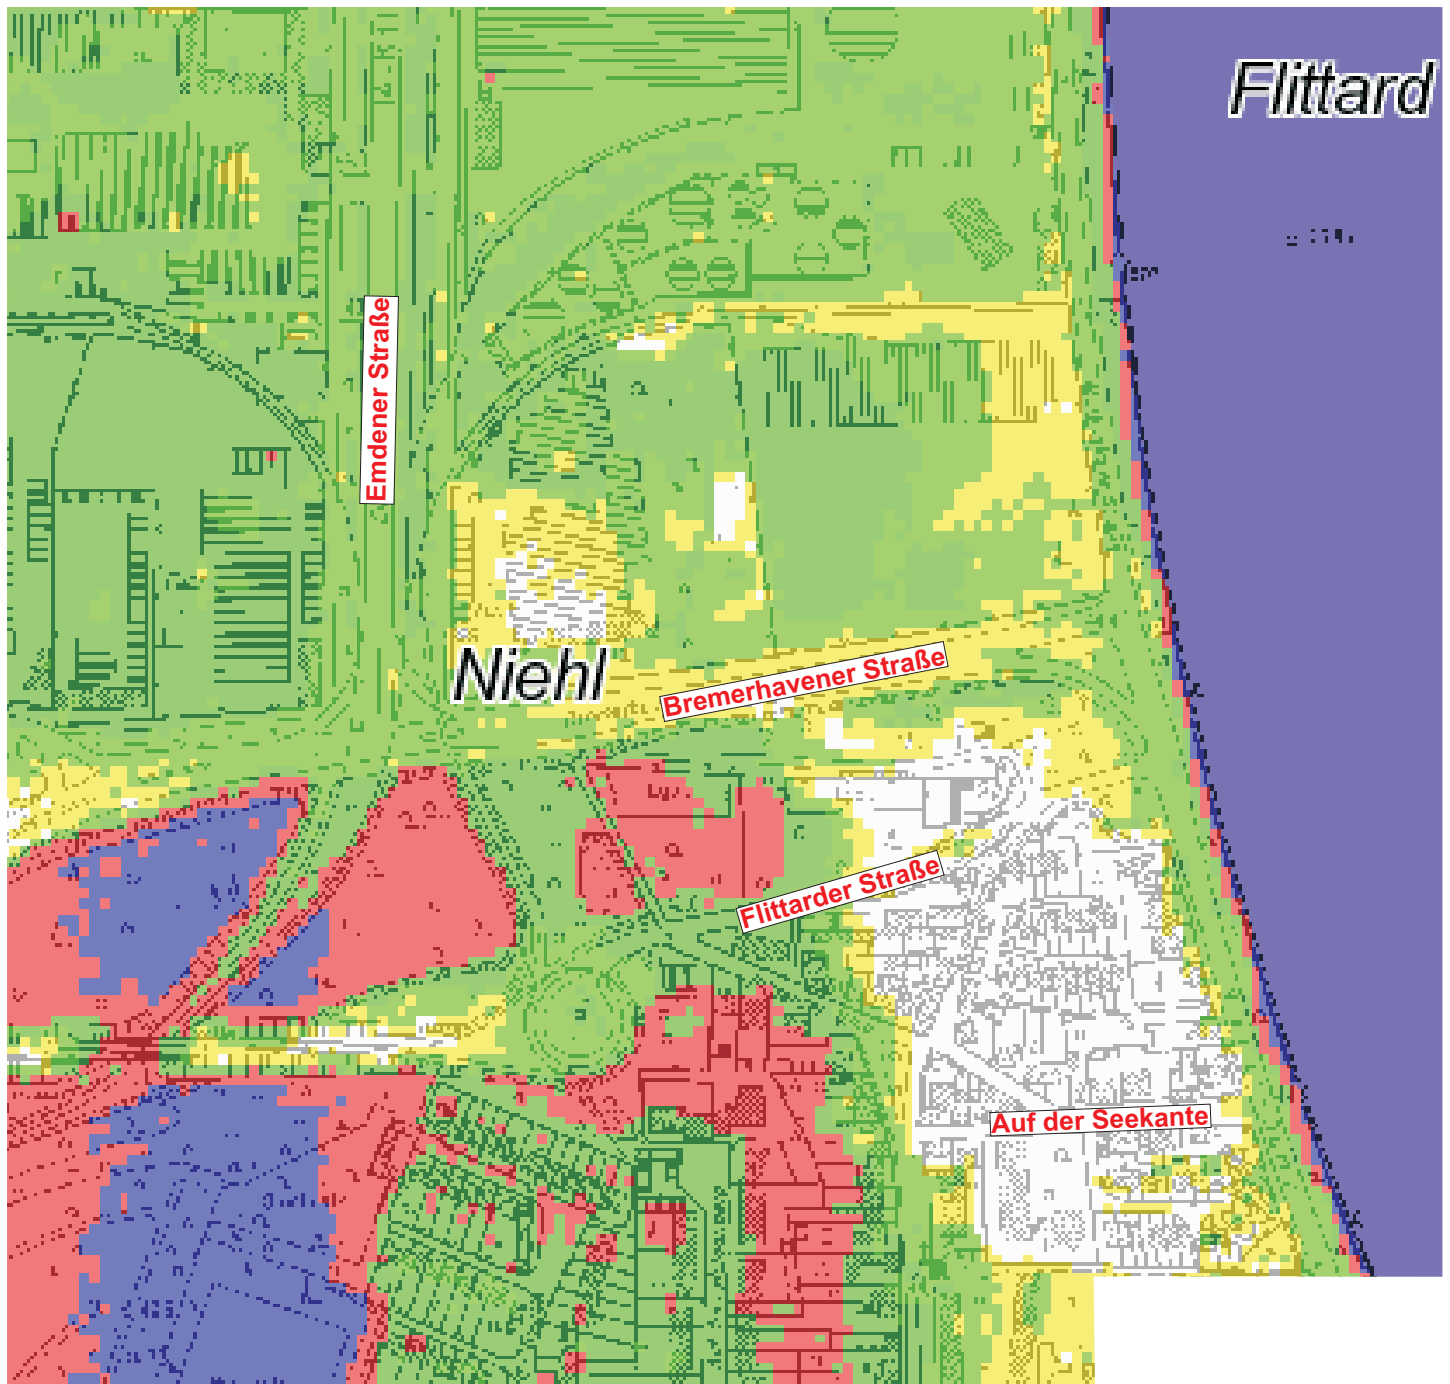 Flittard
Emdener Straße
Niehl
Bremerhavener Straße
Flittarder Straße
Auf der Seekante